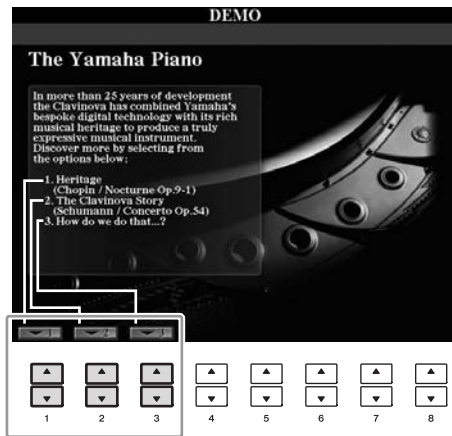 DEMO
The Yamaha Piano
In more than 25 years of development
the Clavinova has combined Yamaha's
bespoke digital technology with its rich
musical heritage to produce a truly
expressive musical instrument.
Discover more by selecting from
the options below;
1. Heritage
(Chopin / Nocturne Op.9-1)
2. The Clavinova Story
(Schumann / Concerto Op.54)
3. How do we do that...?
1 2 3 4 5 6 7 8